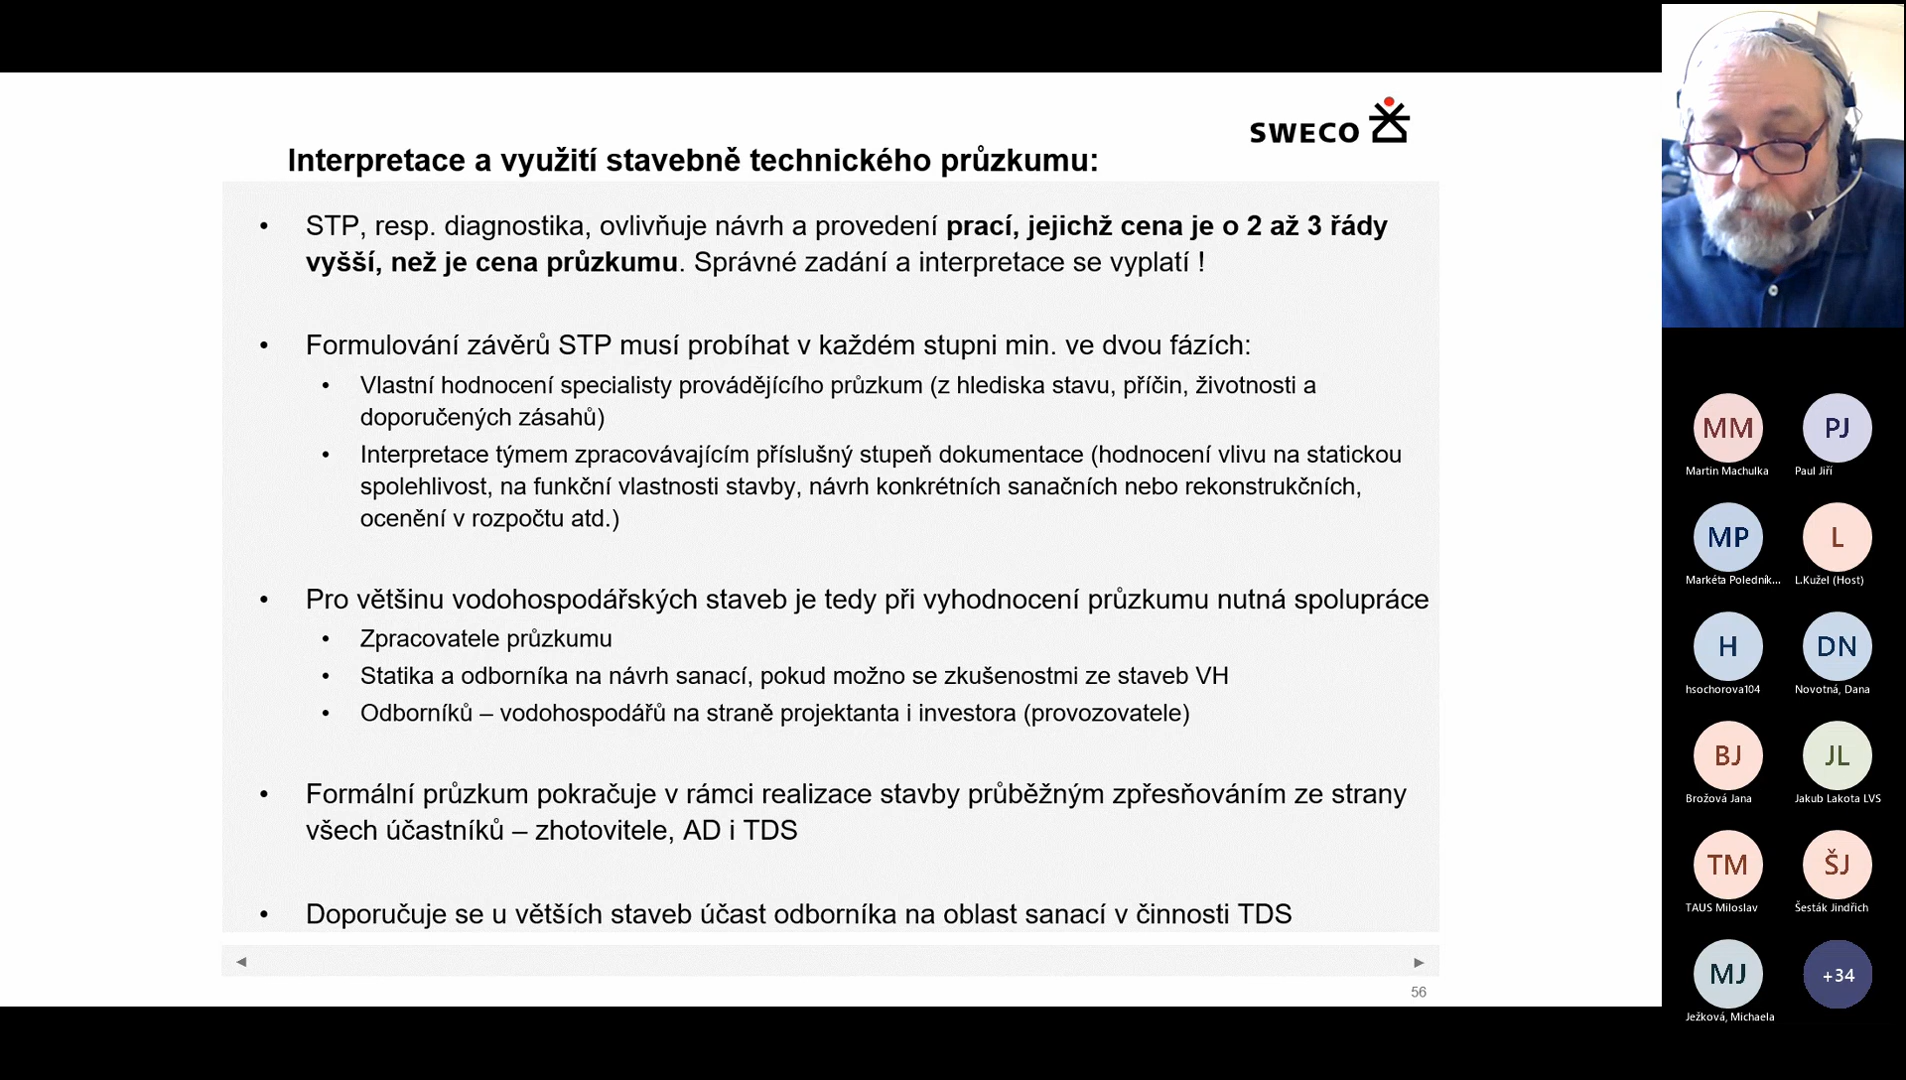 SWECO
Interpretace a využití stavebně technického průzkumu:
• STP, resp. diagnostika, ovlivňuje návrh a provedení prací, jejichž cena je o 2 až 3 řády
vyšší, než je cena průzkumu. Správné zadání a interpretace se vyplatí !
• Formulování závěrů STP musí probíhat v každém stupni min. ve dvou fázích:
• Vlastní hodnocení specialisty provádějícího průzkum (z hlediska stavu, příčin, životnosti a
doporučených zásahů)
• Interpretace týmem zpracovávajícím příslušný stupeň dokumentace (hodnocení vlivu na statickou
spolehlivost, na funkční vlastnosti stavby, návrh konkrétních sanačních nebo rekonstrukčních,
ocenění v rozpočtu atd.)
• Pro většinu vodohospodářských staveb je tedy při vyhodnocení průzkumu nutná spolupráce
• Zpracovatele průzkumu
• Statika a odborníka na návrh sanací, pokud možno se zkušenostmi ze staveb VH
• Odborníků – vodohospodářů na straně projektanta i investora (provozovatele)
• Formální průzkum pokračuje v rámci realizace stavby průběžným zpřesňováním ze strany
všech účastníků – zhotovitele, AD i TDS
• Doporučuje se u větších staveb účast odborníka na oblast sanací v činnosti TDS
56
MM
Martin Machulka
PJ
Paul Jiří
MP
Markéta Poledník...
L
L.Kužel (Host)
H
hsochorova104
DN
Novotná, Dana
BJ
Brožová Jana
JL
Jakub Lakota LVS
TM
TAUS Miloslav
ŠJ
Šesták Jindřich
MJ
Ježková, Michaela
+34